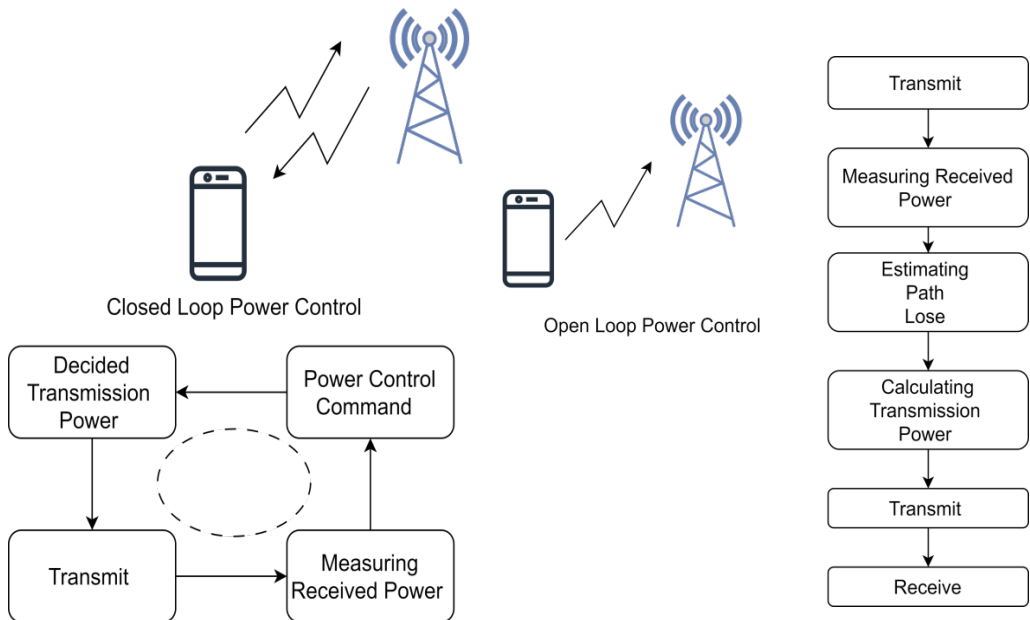 Closed Loop Power Control
Decided
Transmission
Power
Power Control
Command
Transmit
Measuring
Received Power
Open Loop Power Control
Transmit
Measuring Received
Power
Estimating
Path
Lose
Calculating
Transmission
Power
Transmit
Receive